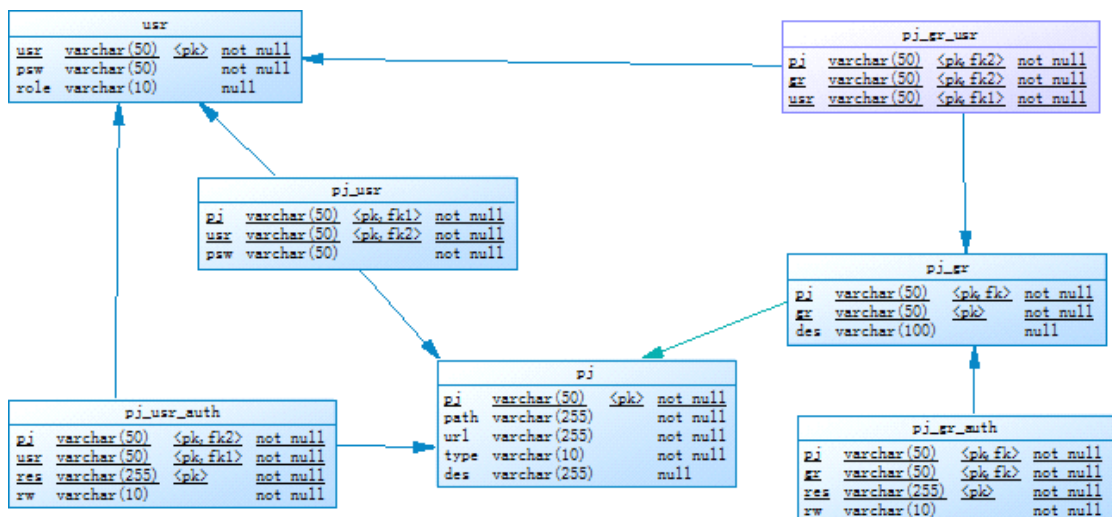 usr
usr varchar(50) <pk> not null
psw varchar(50) not null
role varchar(10) null
pj_gr_usr
pj varchar(50) <pk,fk2> not null
gr varchar(50) <pk,fk2> not null
usr varchar(50) <pk,fk1> not null
pj_usr
pj varchar(50) <pk,fk1> not null
usr varchar(50) <pk,fk2> not null
psw varchar(50) not null
pj_gr
pj varchar(50) <pk,fk> not null
gr varchar(50) <pk> not null
des varchar(100) null
pj
pj varchar(50) <pk> not null
path varchar(255) not null
url varchar(255) not null
type varchar(10) not null
des varchar(255) null
pj_usr_auth
pj varchar(50) <pk,fk2> not null
usr varchar(50) <pk,fk1> not null
res varchar(255) <pk> not null
rw varchar(10) not null
pj_gr_auth
pj varchar(50) <pk,fk> not null
gr varchar(50) <pk,fk> not null
res varchar(255) <pk> not null
rw varchar(10) not null